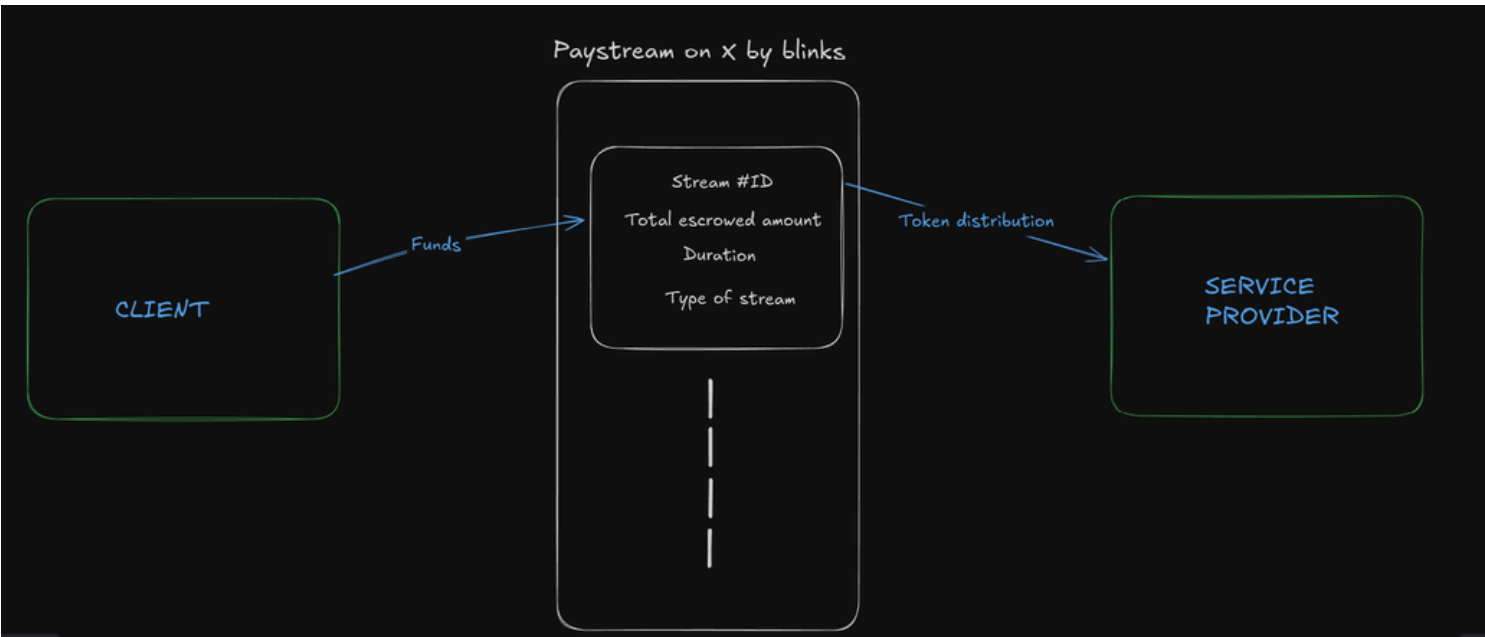 Paystream on X by blinks
Stream #ID
Total escrowed amount
Duration
Type of stream
Funds
Token distribution
CLIENT
SERVICE
PROVIDER